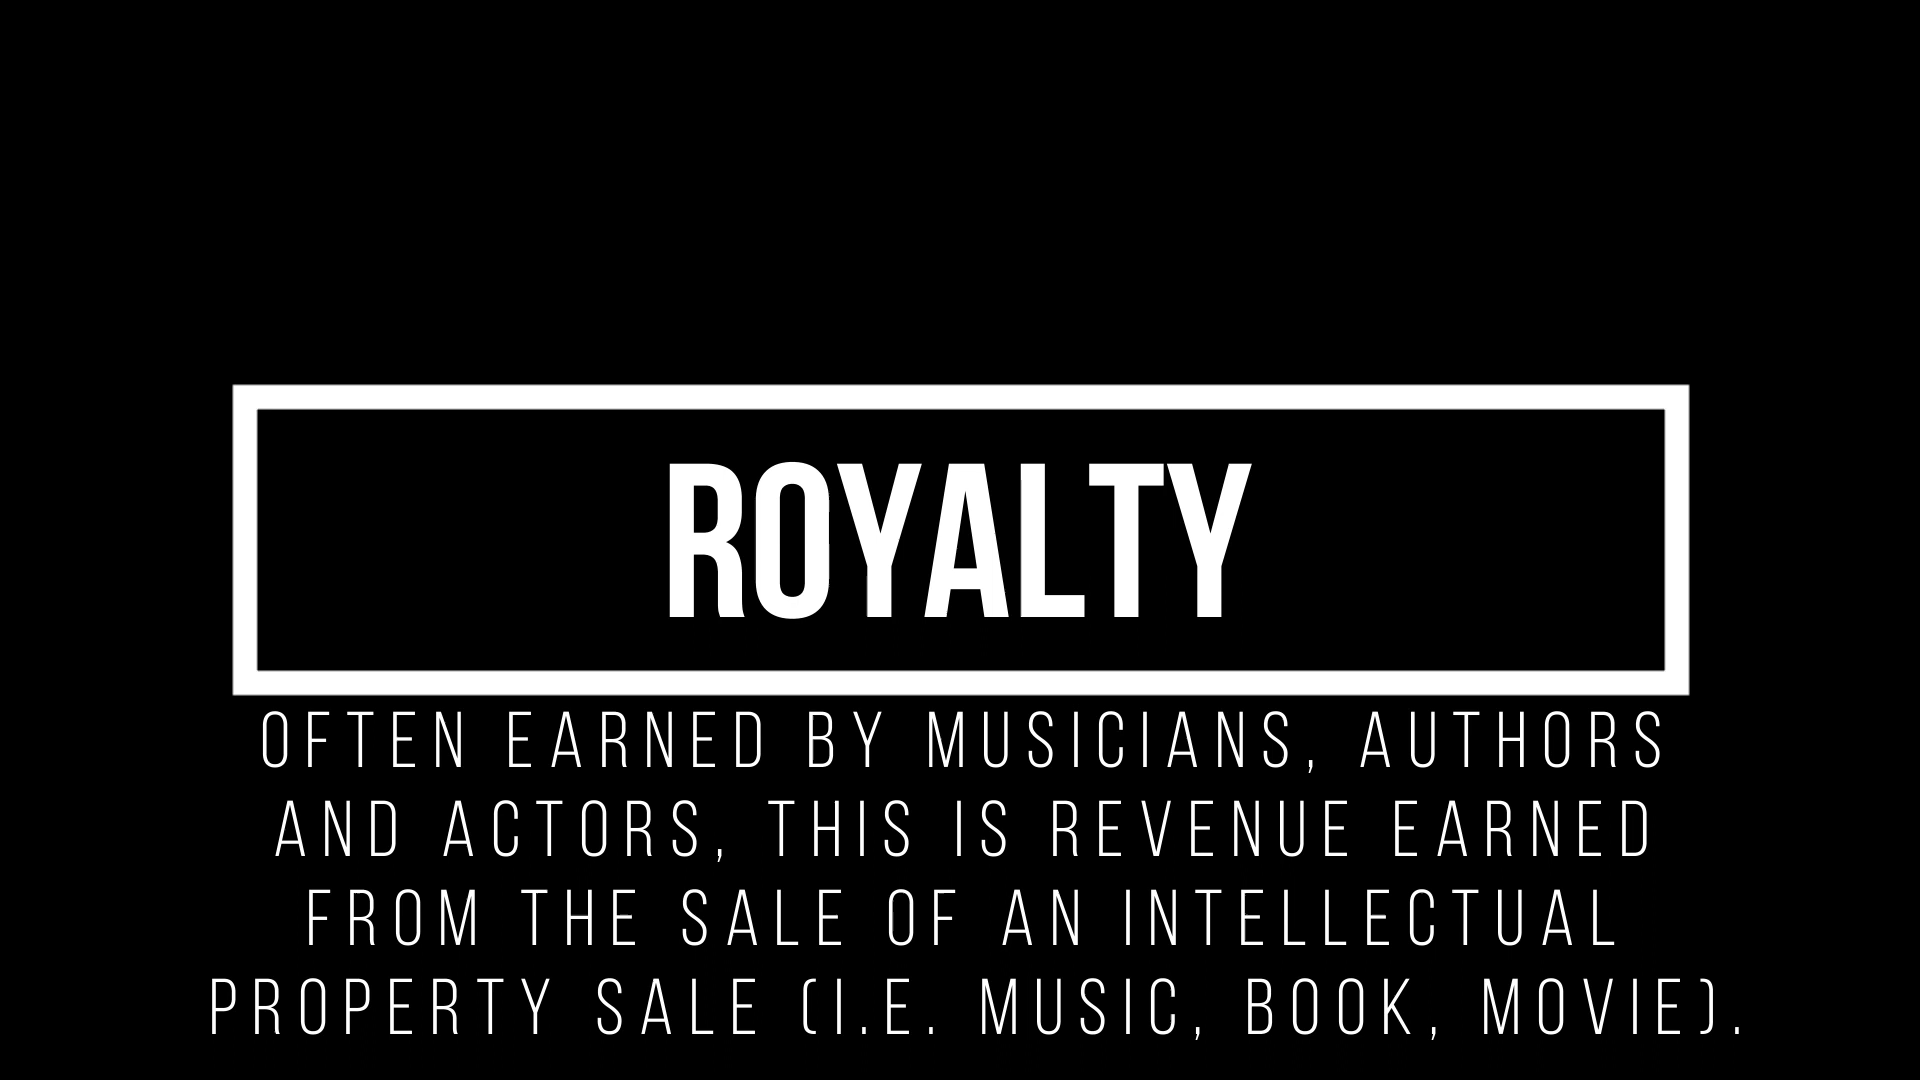 ROYALTY
OFTEN EARNED BY MUSICIANS, AUTHORS
AND ACTORS, THIS IS REVENUE EARNED
FROM THE SALE OF AN INTELLECTUAL
PROPERTY SALE (I.E. MUSIC, BOOK, MOVIE).